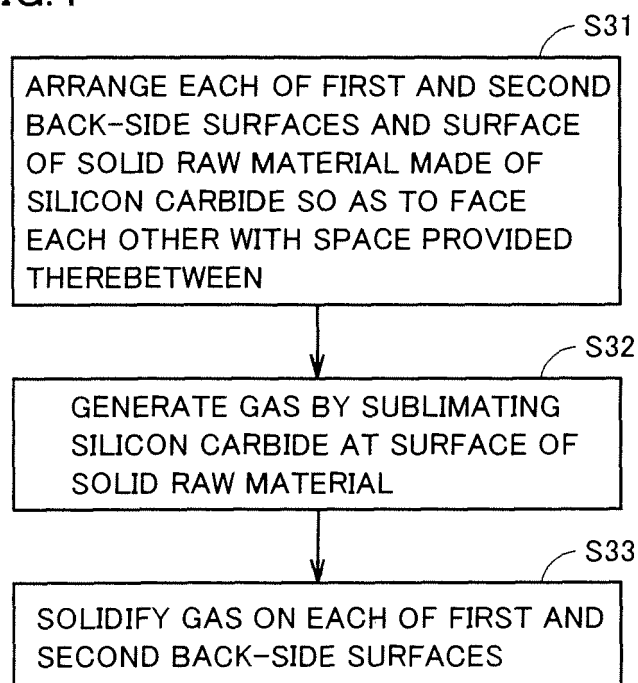 S31
ARRANGE EACH OF FIRST AND SECOND
BACK-SIDE SURFACES AND SURFACE
OF SOLID RAW MATERIAL MADE OF
SILICON CARBIDE SO AS TO FACE
EACH OTHER WITH SPACE PROVIDED
THEREBETWEEN
S32
GENERATE GAS BY SUBLIMATING
SILICON CARBIDE AT SURFACE OF
SOLID RAW MATERIAL
S33
SOLIDIFY GAS ON EACH OF FIRST AND
SECOND BACK-SIDE SURFACES